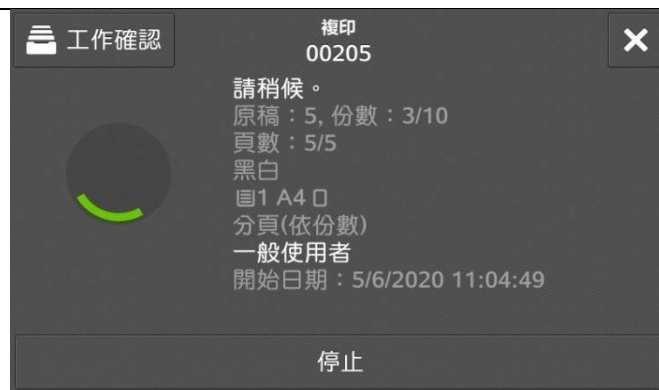 工作確認
複印
00205
請稍候。
原稿：5, 份數：3/10
頁數：5/5
黑白
1 A4
分頁(依份數)
一般使用者
開始日期：5/6/2020 11:04:49
停止